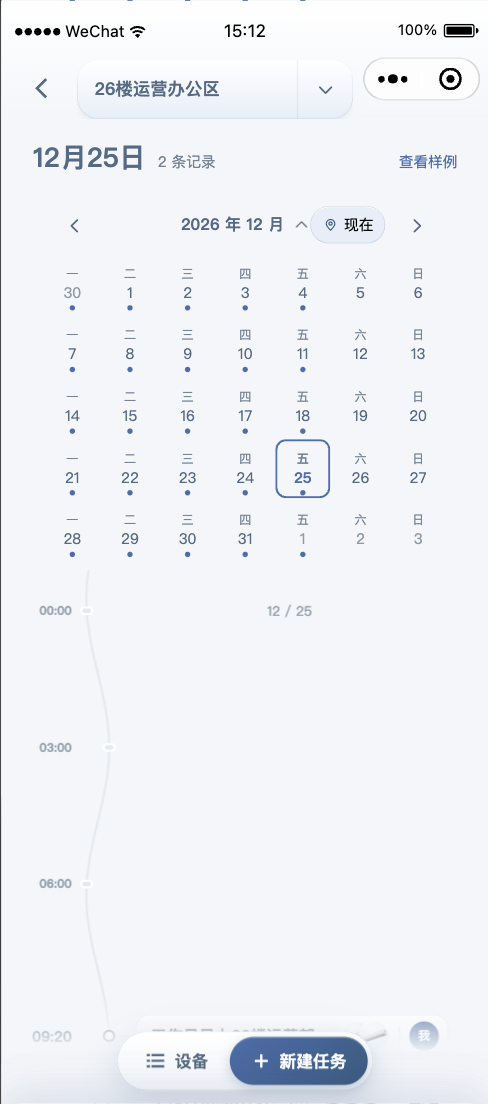 WeChat 15:12 100%
26楼运营办公区
12月25日 2 条记录 查看样例
2026 年 12 月 现在
一 二 三 四 五 六 日
30 1 2 3 4 5 6
一 二 三 四 五 六 日
7 8 9 10 11 12 13
一 二 三 四 五 六 日
14 15 16 17 18 19 20
一 二 三 四 五 六 日
21 22 23 24 25 26 27
一 二 三 四 五 六 日
28 29 30 31 1 2 3
00:00 12 / 25
03:00
06:00
09:20 我
设备 新建任务